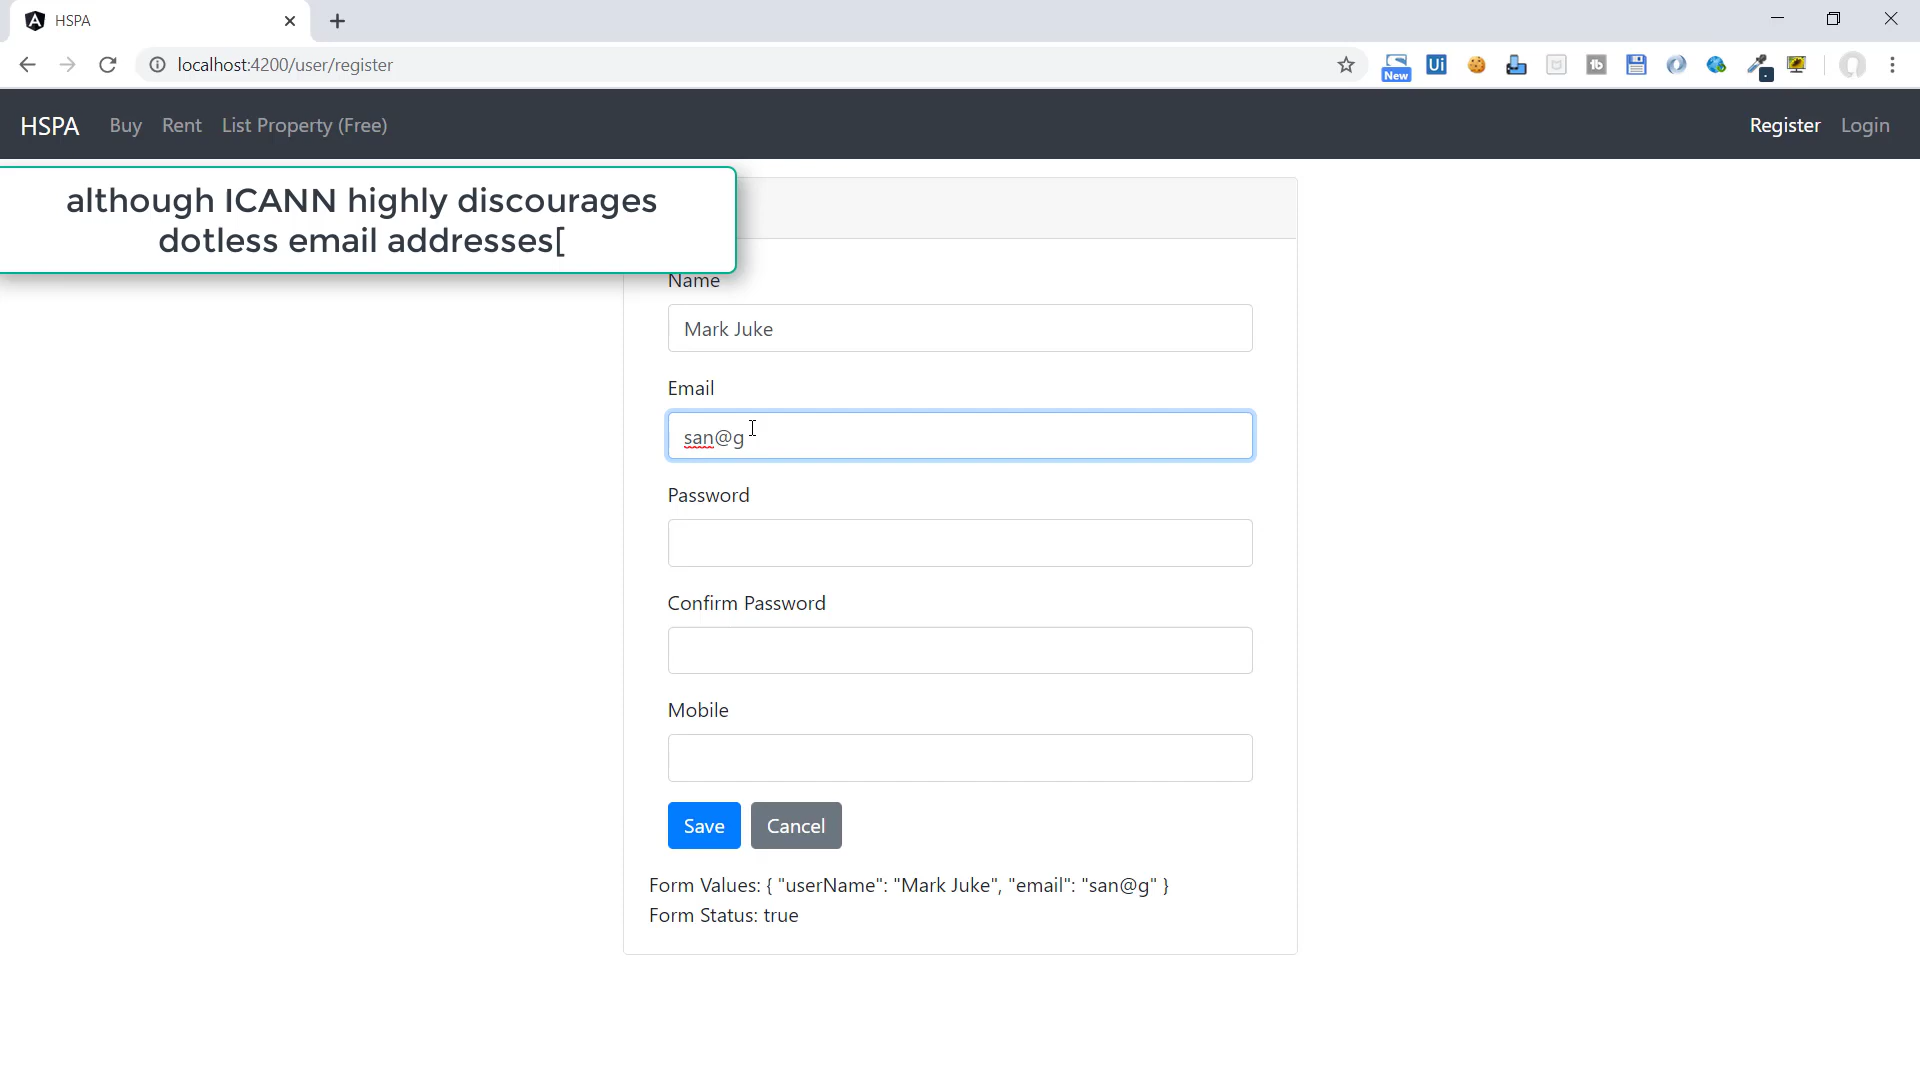 HSPA
localhost:4200/user/register
New
Ui
HSPA Buy Rent List Property (Free) Register Login
although ICANN highly discourages
dotless email addresses[
Name
Mark Juke
Email
san@g
Password
Confirm Password
Mobile
Save Cancel
Form Values: { "userName": "Mark Juke", "email": "san@g" }
Form Status: true